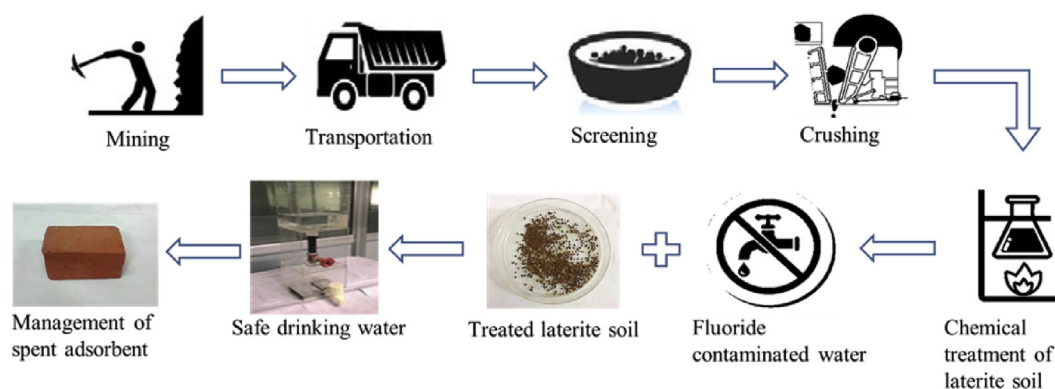 Mining
Transportation
Screening
Crushing
Management of
spent adsorbent
Safe drinking water
Treated laterite soil
Fluoride
contaminated water
Chemical
treatment of
laterite soil